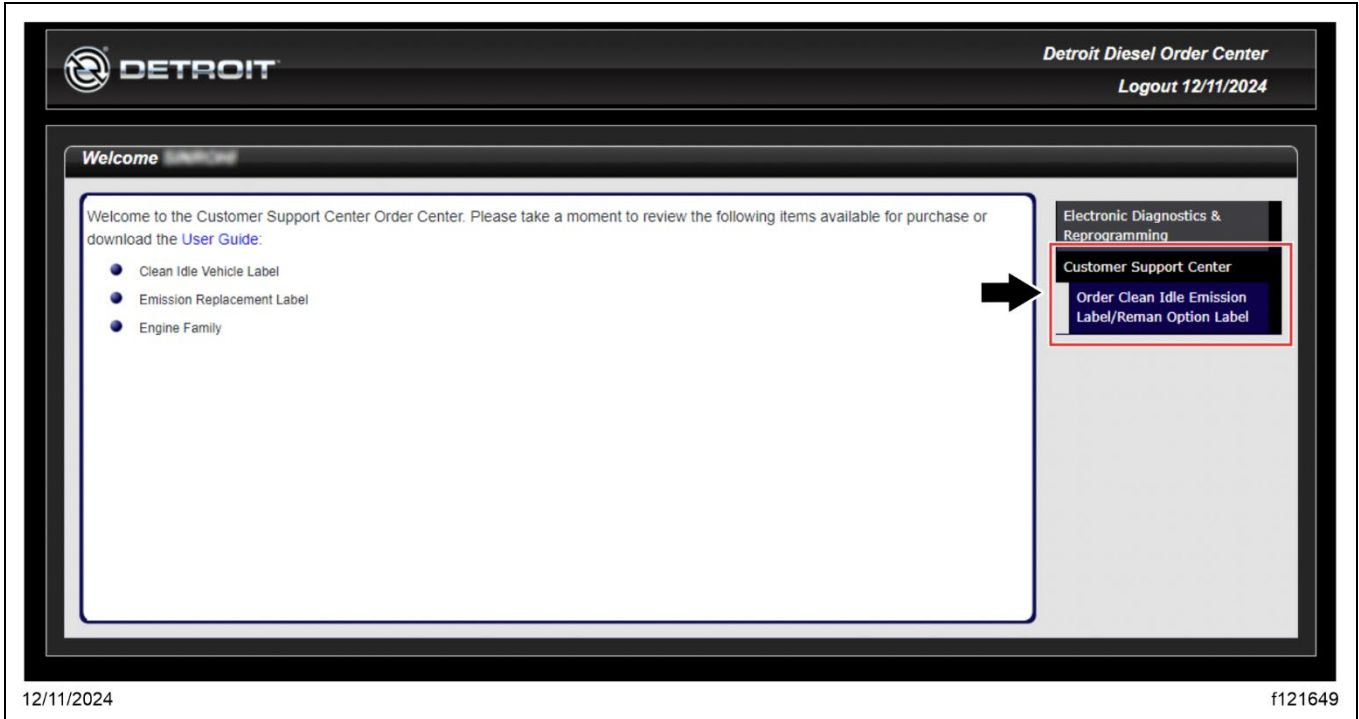 DETROIT
Detroit Diesel Order Center
Logout 12/11/2024
Welcome
Welcome to the Customer Support Center Order Center. Please take a moment to review the following items available for purchase or
download the User Guide:
Clean Idle Vehicle Label
Emission Replacement Label
Engine Family
Electronic Diagnostics &
Reprogramming
Customer Support Center
Order Clean Idle Emission
Label/Reman Option Label
12/11/2024
f121649